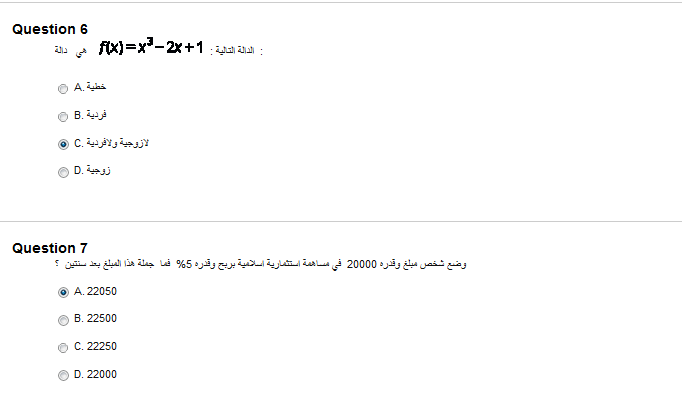 Question 6
: الدالة التالية : f(x)=x³−2x+1 هي دالة
A. خطية
B. فردية
C. لازوجية ولافردية
D. زوجية
Question 7
وضع شخص مبلغ وقدره 20000 في مساهمة استثمارية اسلامية بربح وقدره 5% فما جملة هذا المبلغ بعد سنتين ؟
A. 22050
B. 22500
C. 22250
D. 22000